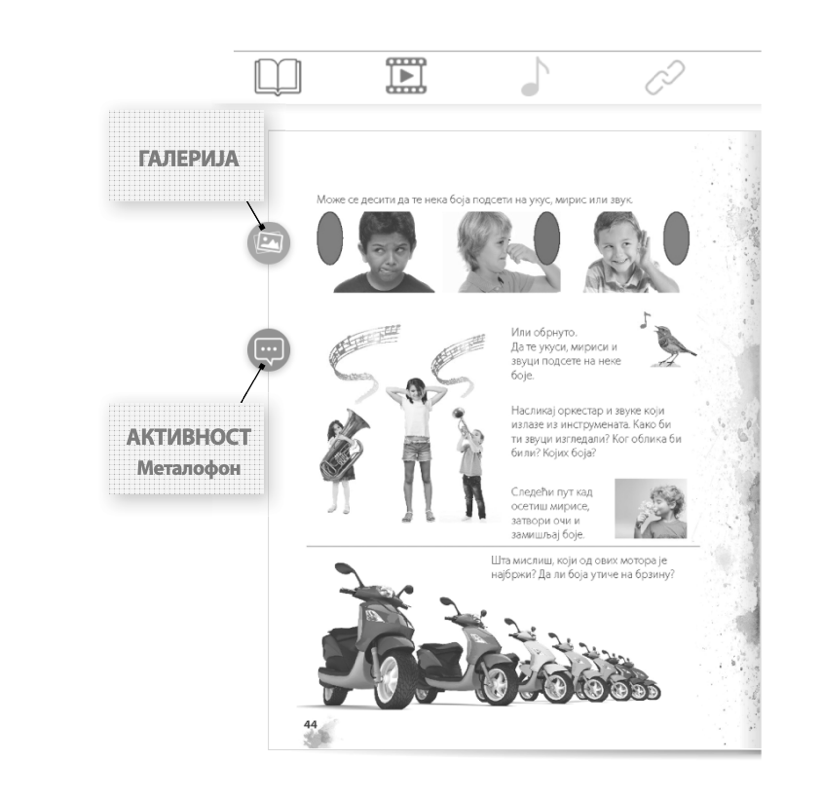 ГАЛЕРИЈА
Може се десити да те нека боја подсети на укус, мирис или звук.
Или обрнуто.
Да те укуси, мириси и
звуци подсете на неке
боје.
АКТИВНОСТ
Металофон
Насликај оркестар и звуке који
излазе из инструмената. Како би
ти звуци изгледали? Ког облика би
били? Којих боја?
Следећи пут кад
осетиш мирисе,
затвори очи и
замишљај боје.
Шта мислиш, који од ових мотора је
најбржи? Да ли боја утиче на брзину?
44